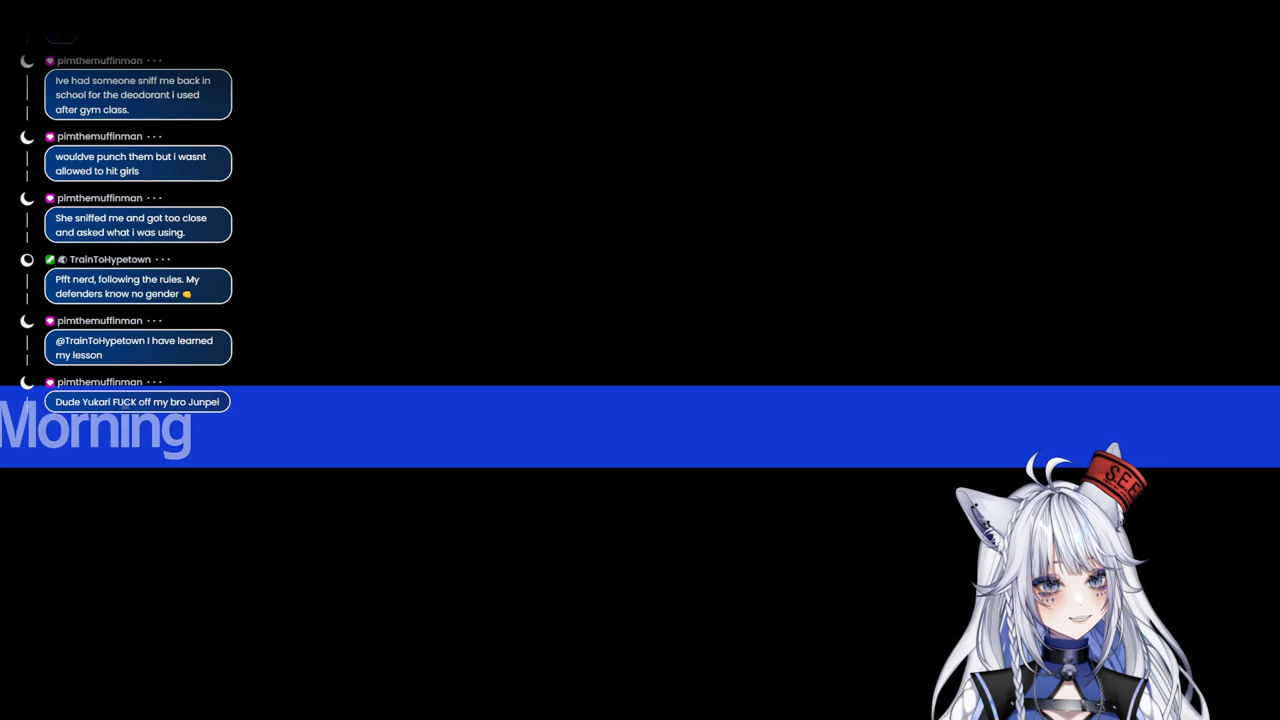 pimthemuffinman ···
Ive had someone sniff me back in
school for the deodorant i used
after gym class.
pimthemuffinman ···
wouldve punch them but i wasnt
allowed to hit girls
pimthemuffinman ···
She sniffed me and got too close
and asked what i was using.
TrainToHypetown ···
Pfft nerd, following the rules. My
defenders know no gender 👊
pimthemuffinman ···
@TrainToHypetown I have learned
my lesson
pimthemuffinman ···
Dude Yukari FUCK off my bro Junpei
Morning
S.E.E